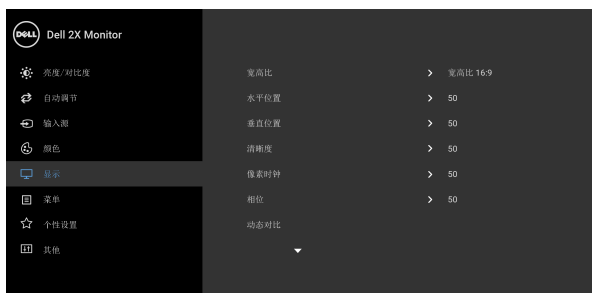 DELL Dell 2X Monitor
亮度/对比度 宽高比 宽高比 16:9
自动调节 水平位置 50
输入源 垂直位置 50
颜色 清晰度 50
显示 像素时钟 50
菜单 相位 50
个性设置 动态对比
其他